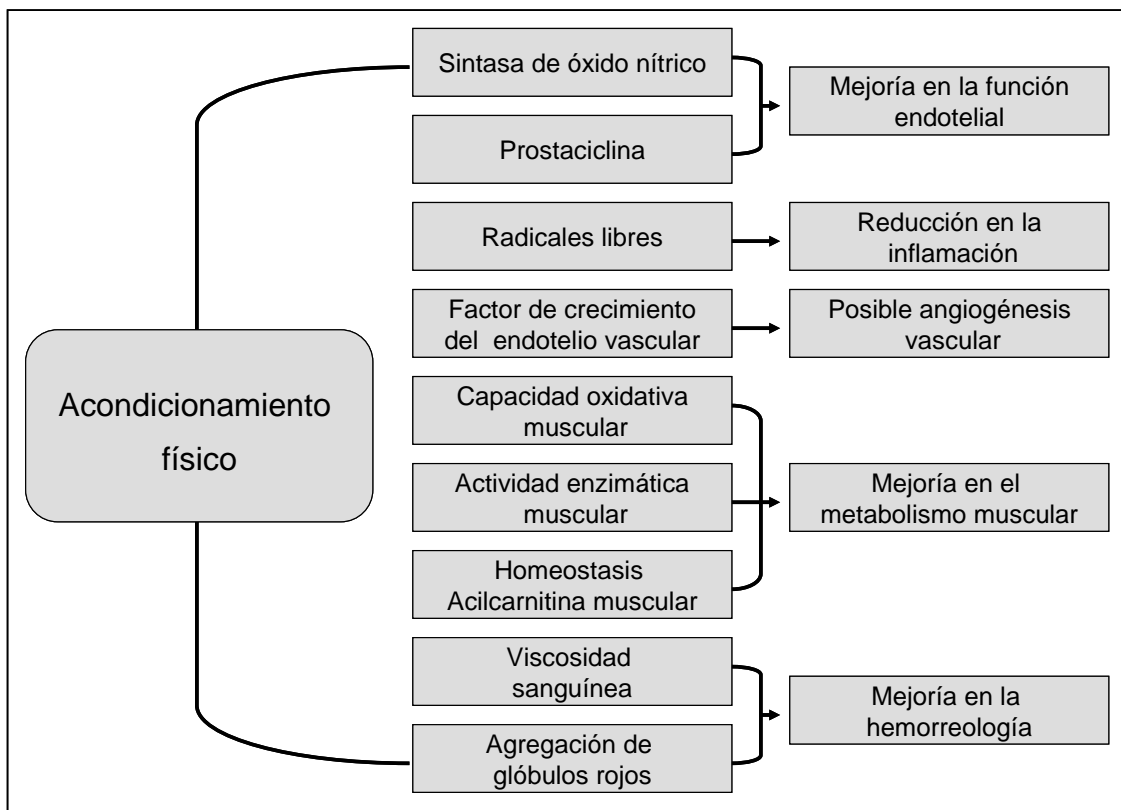 Acondicionamiento
físico
Sintasa de óxido nítrico
Prostaciclina
Mejoría en la función
endotelial
Radicales libres
Reducción en la
inflamación
Factor de crecimiento
del endotelio vascular
Posible angiogénesis
vascular
Capacidad oxidativa
muscular
Actividad enzimática
muscular
Homeostasis
Acilcarnitina muscular
Mejoría en el
metabolismo muscular
Viscosidad
sanguínea
Agregación de
glóbulos rojos
Mejoría en la
hemorreología